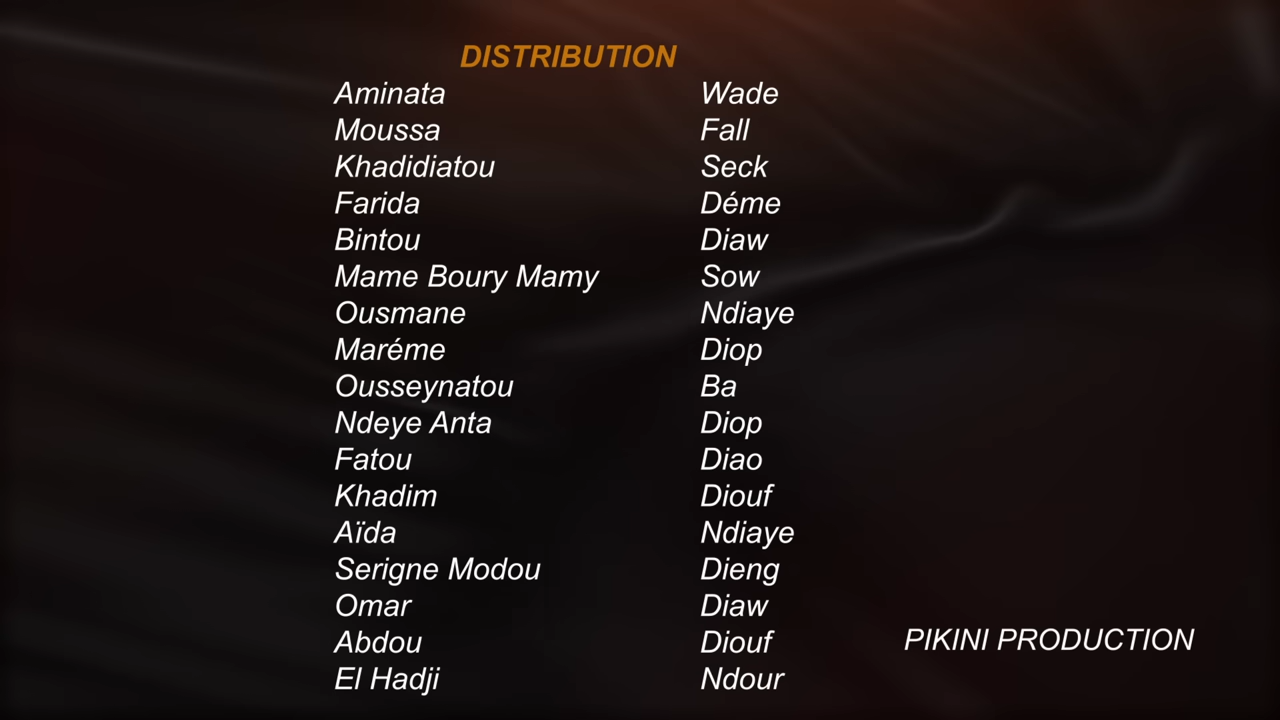 DISTRIBUTION
Aminata Wade
Moussa Fall
Khadidiatou Seck
Farida Déme
Bintou Diaw
Mame Boury Mamy Sow
Ousmane Ndiaye
Maréme Diop
Ousseynatou Ba
Ndeye Anta Diop
Fatou Diao
Khadim Diouf
Aïda Ndiaye
Serigne Modou Dieng
Omar Diaw
Abdou Diouf
El Hadji Ndour
PIKINI PRODUCTION